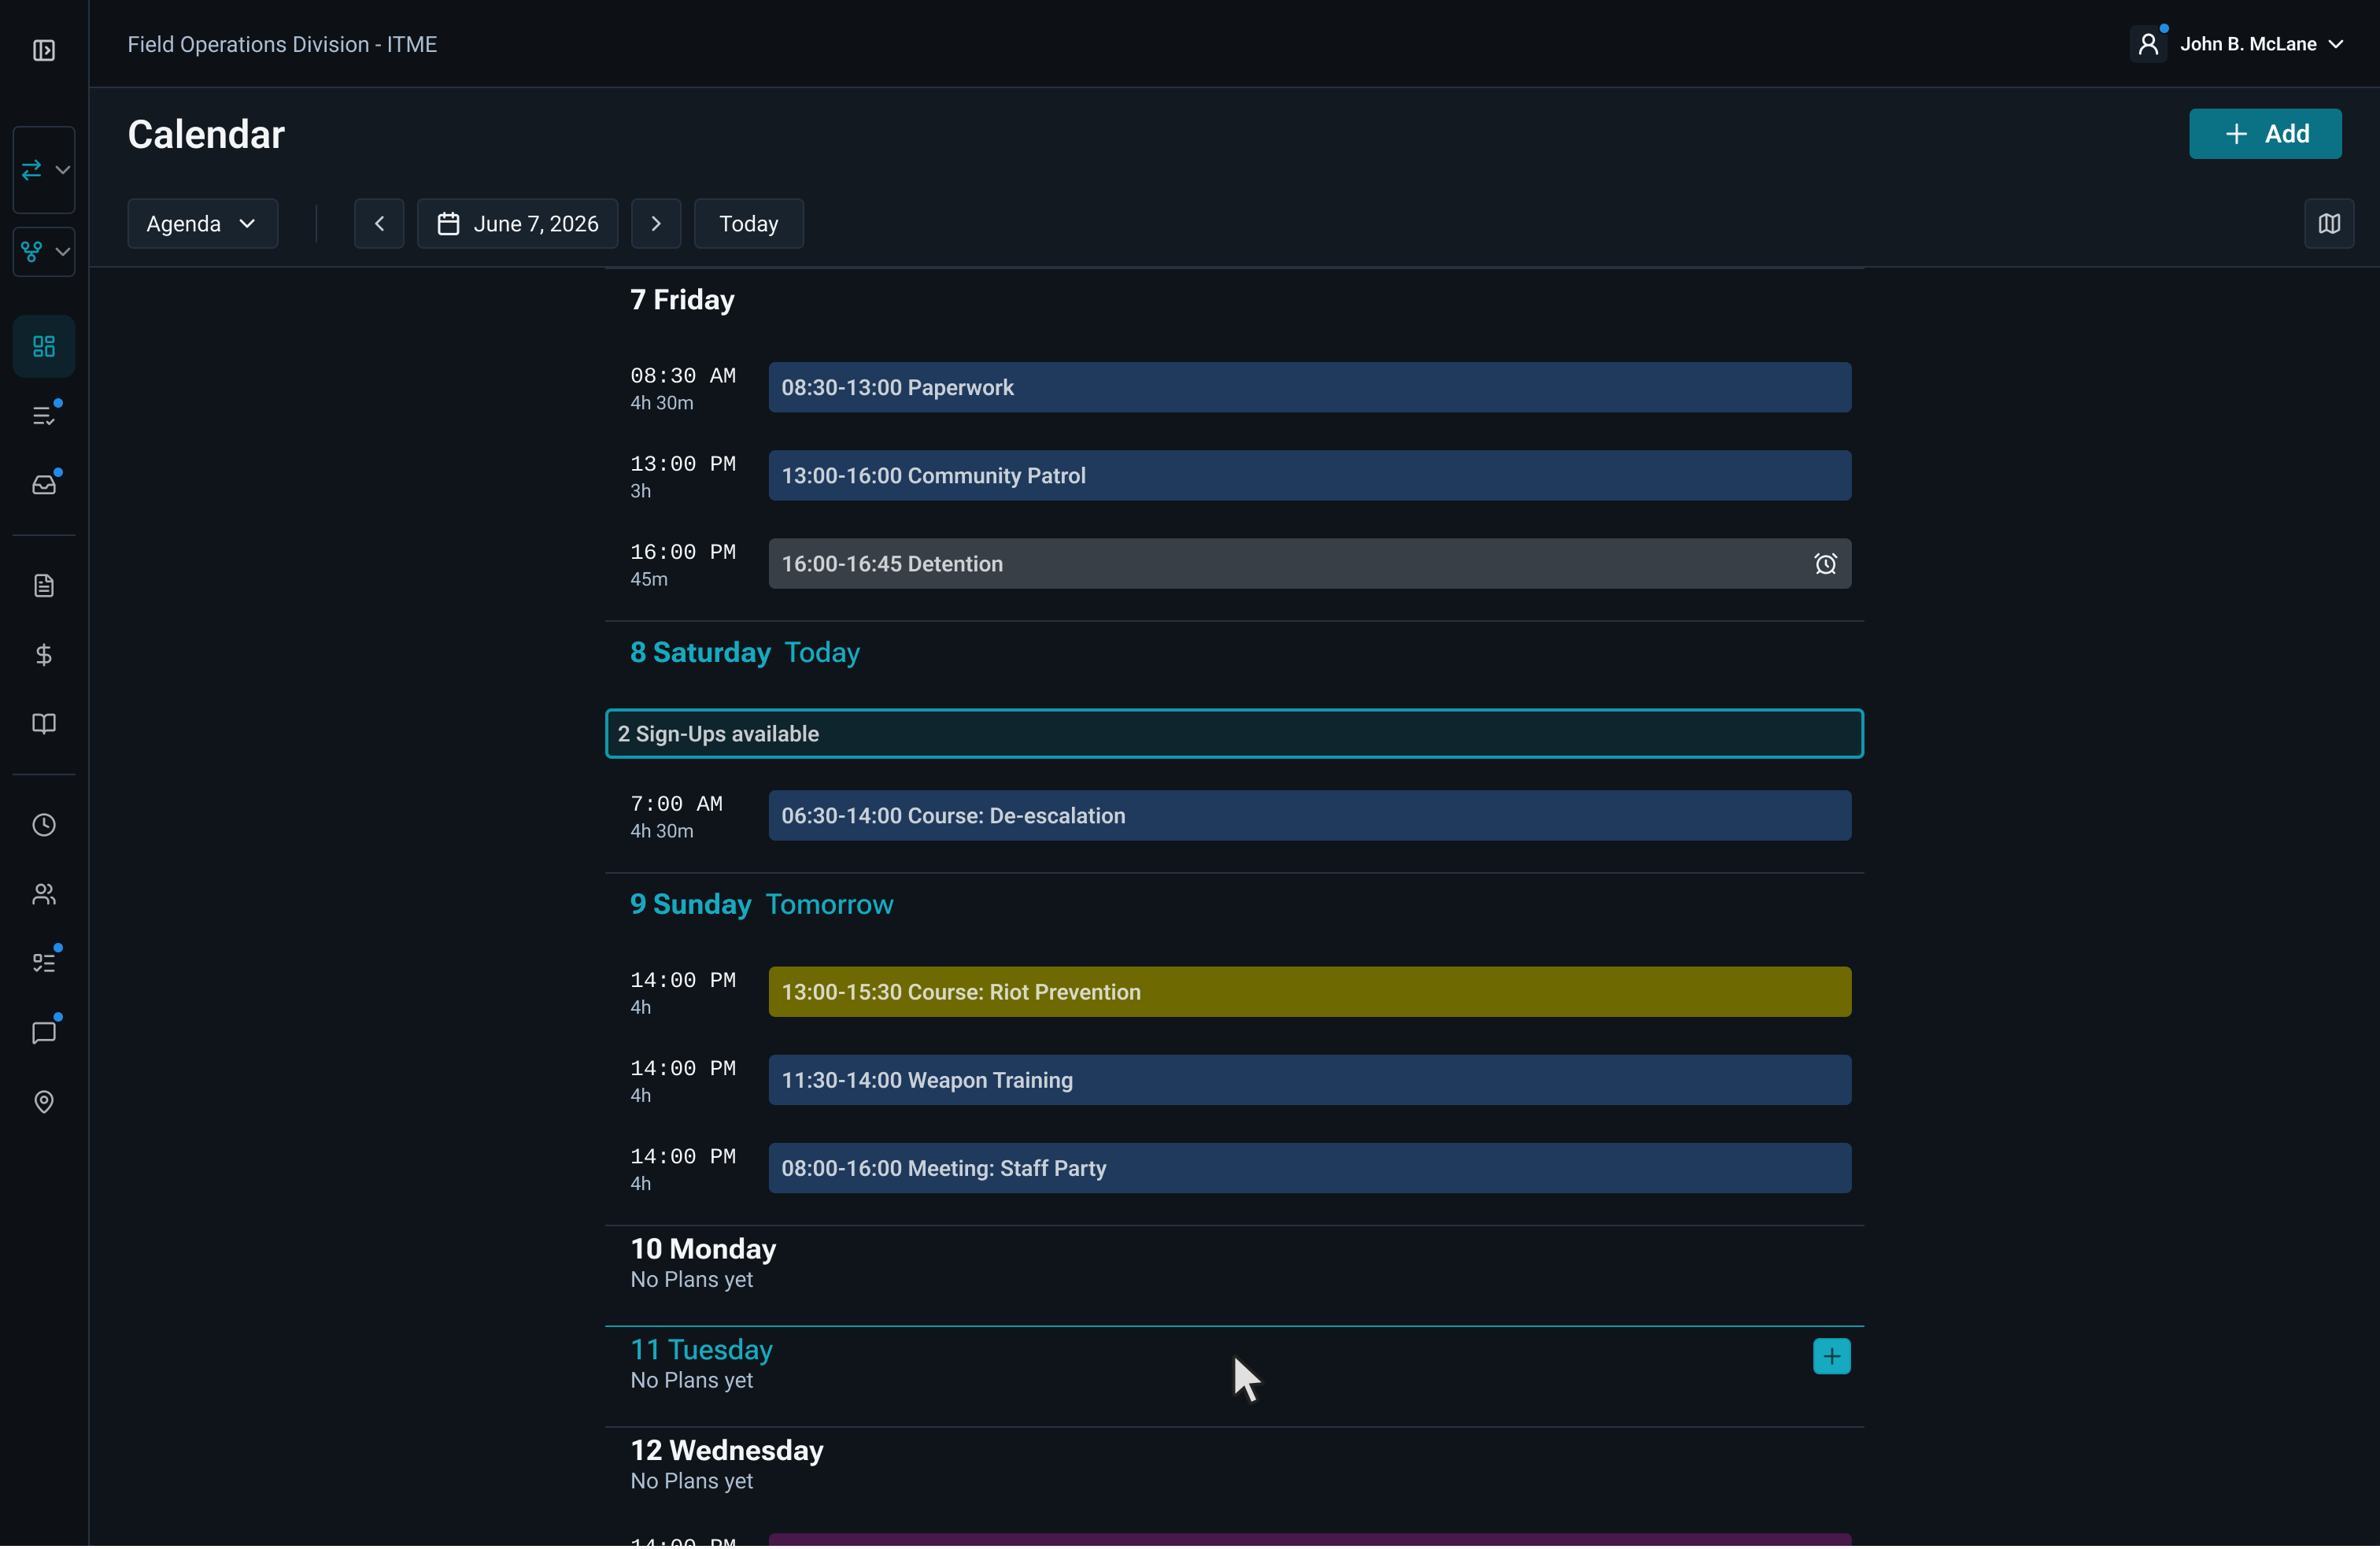 Field Operations Division - ITME
John B. McLane
Calendar
Add
Agenda
June 7, 2026
Today
7 Friday
08:30 AM
4h 30m
08:30-13:00 Paperwork
13:00 PM
3h
13:00-16:00 Community Patrol
16:00 PM
45m
16:00-16:45 Detention
8 Saturday Today
2 Sign-Ups available
7:00 AM
4h 30m
06:30-14:00 Course: De-escalation
9 Sunday Tomorrow
14:00 PM
4h
13:00-15:30 Course: Riot Prevention
14:00 PM
4h
11:30-14:00 Weapon Training
14:00 PM
4h
08:00-16:00 Meeting: Staff Party
10 Monday
No Plans yet
11 Tuesday
No Plans yet
12 Wednesday
No Plans yet
14:00 PM